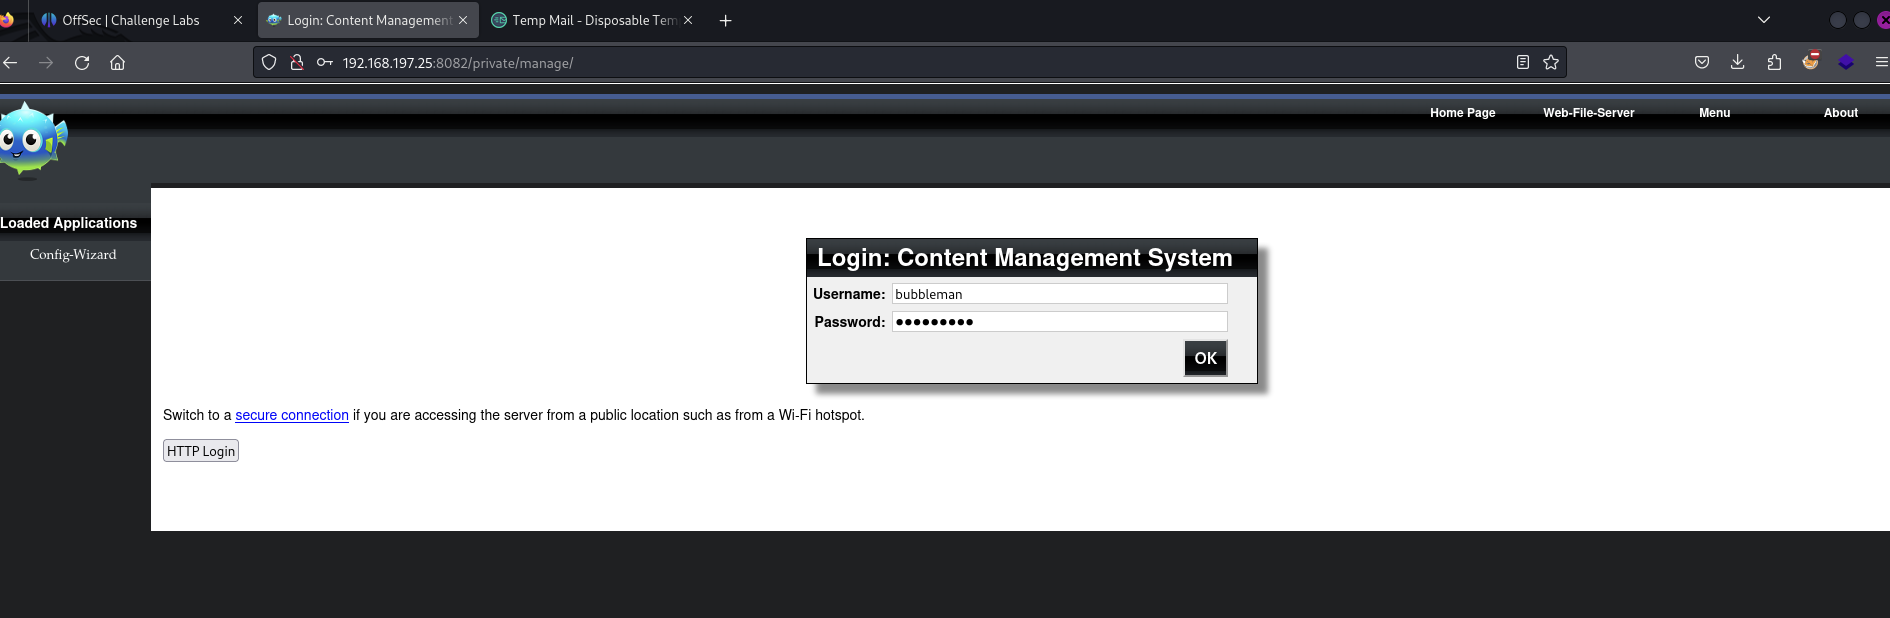 OffSec | Challenge Labs
Login: Content Management
Temp Mail - Disposable Tem
192.168.197.25:8082/private/manage/
Home Page Web-File-Server Menu About
Loaded Applications
Config-Wizard
Login: Content Management System
Username: bubbleman
Password: ●●●●●●●●●
OK
Switch to a secure connection if you are accessing the server from a public location such as from a Wi-Fi hotspot.
HTTP Login